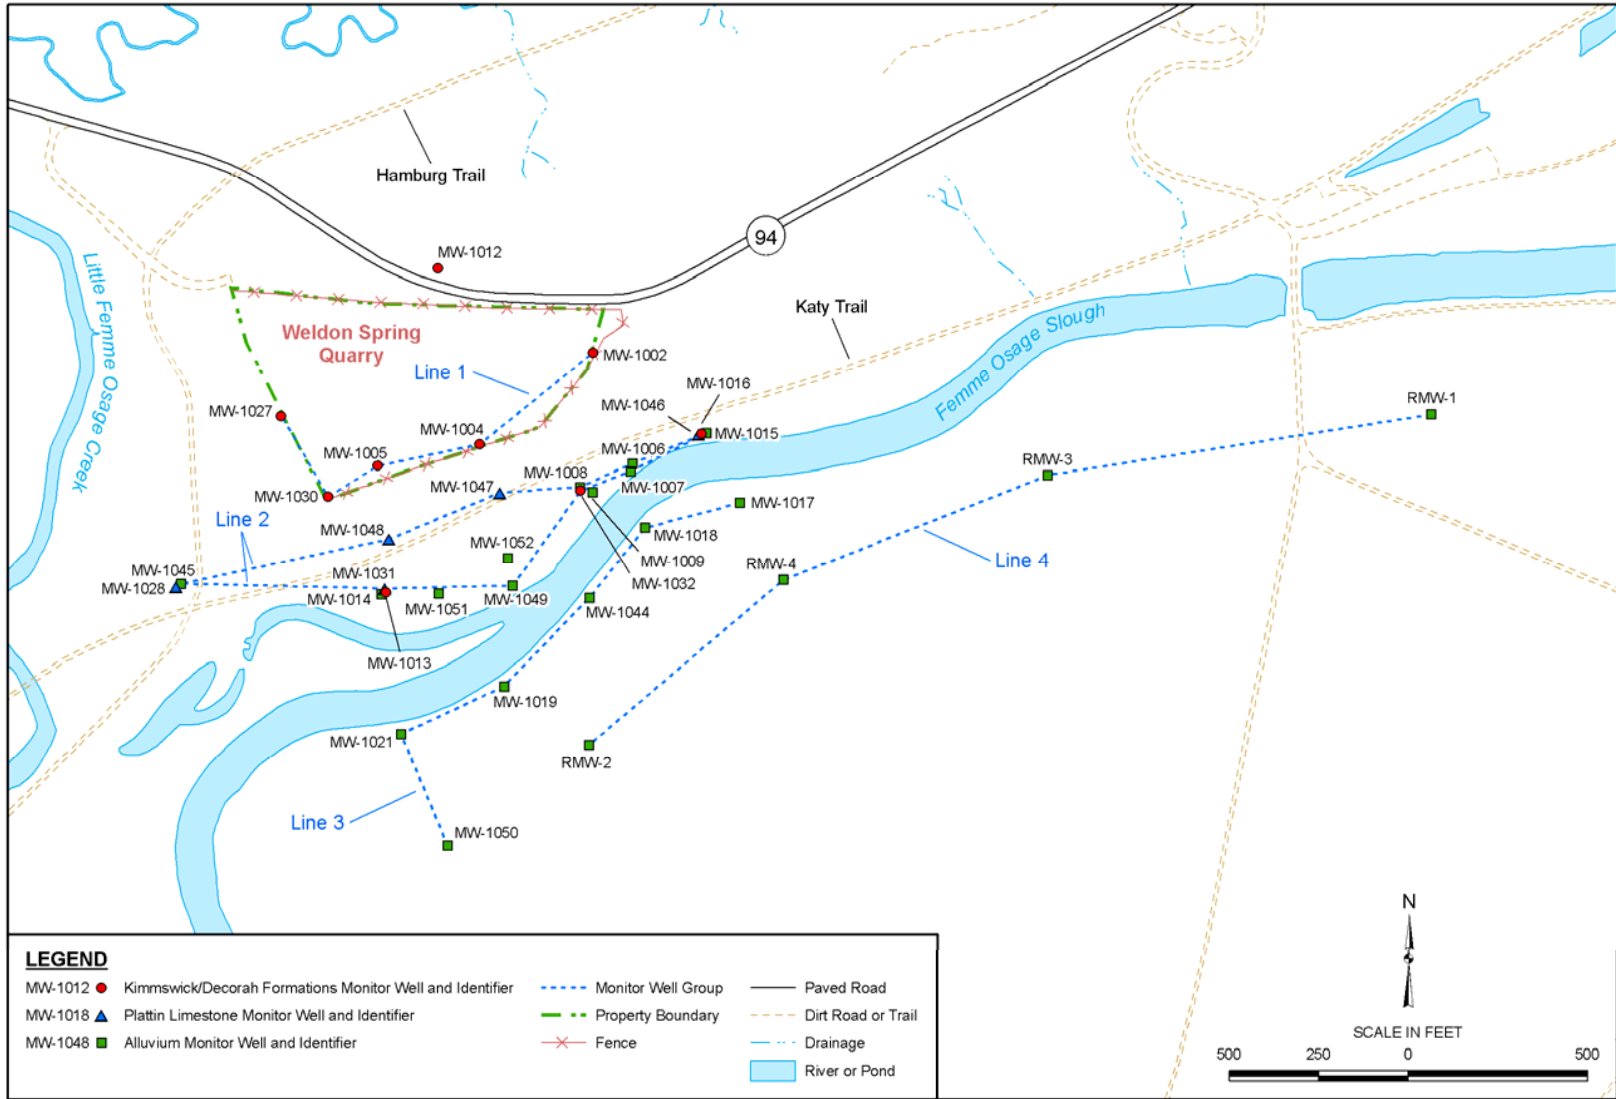 Hamburg Trail
94
MW-1012
Little Femme Osage Creek
Weldon Spring
Quarry
Katy Trail
Femme Osage Slough
MW-1002
Line 1
MW-1016
MW-1046
MW-1027
MW-1004
MW-1015
RMW-1
MW-1005
MW-1006
RMW-3
MW-1008
MW-1047
MW-1007
MW-1030
MW-1017
Line 2
MW-1048
MW-1018
MW-1052
MW-1009
Line 4
MW-1045
MW-1031
RMW-4
MW-1032
MW-1028
MW-1014
MW-1051
MW-1049
MW-1044
MW-1013
MW-1019
MW-1021
RMW-2
Line 3
MW-1050
N
SCALE IN FEET
500 250 0 500
LEGEND
MW-1012 Kimmswick/Decorah Formations Monitor Well and Identifier
MW-1018 Plattin Limestone Monitor Well and Identifier
MW-1048 Alluvium Monitor Well and Identifier
Monitor Well Group
Property Boundary
Fence
Paved Road
Dirt Road or Trail
Drainage
River or Pond